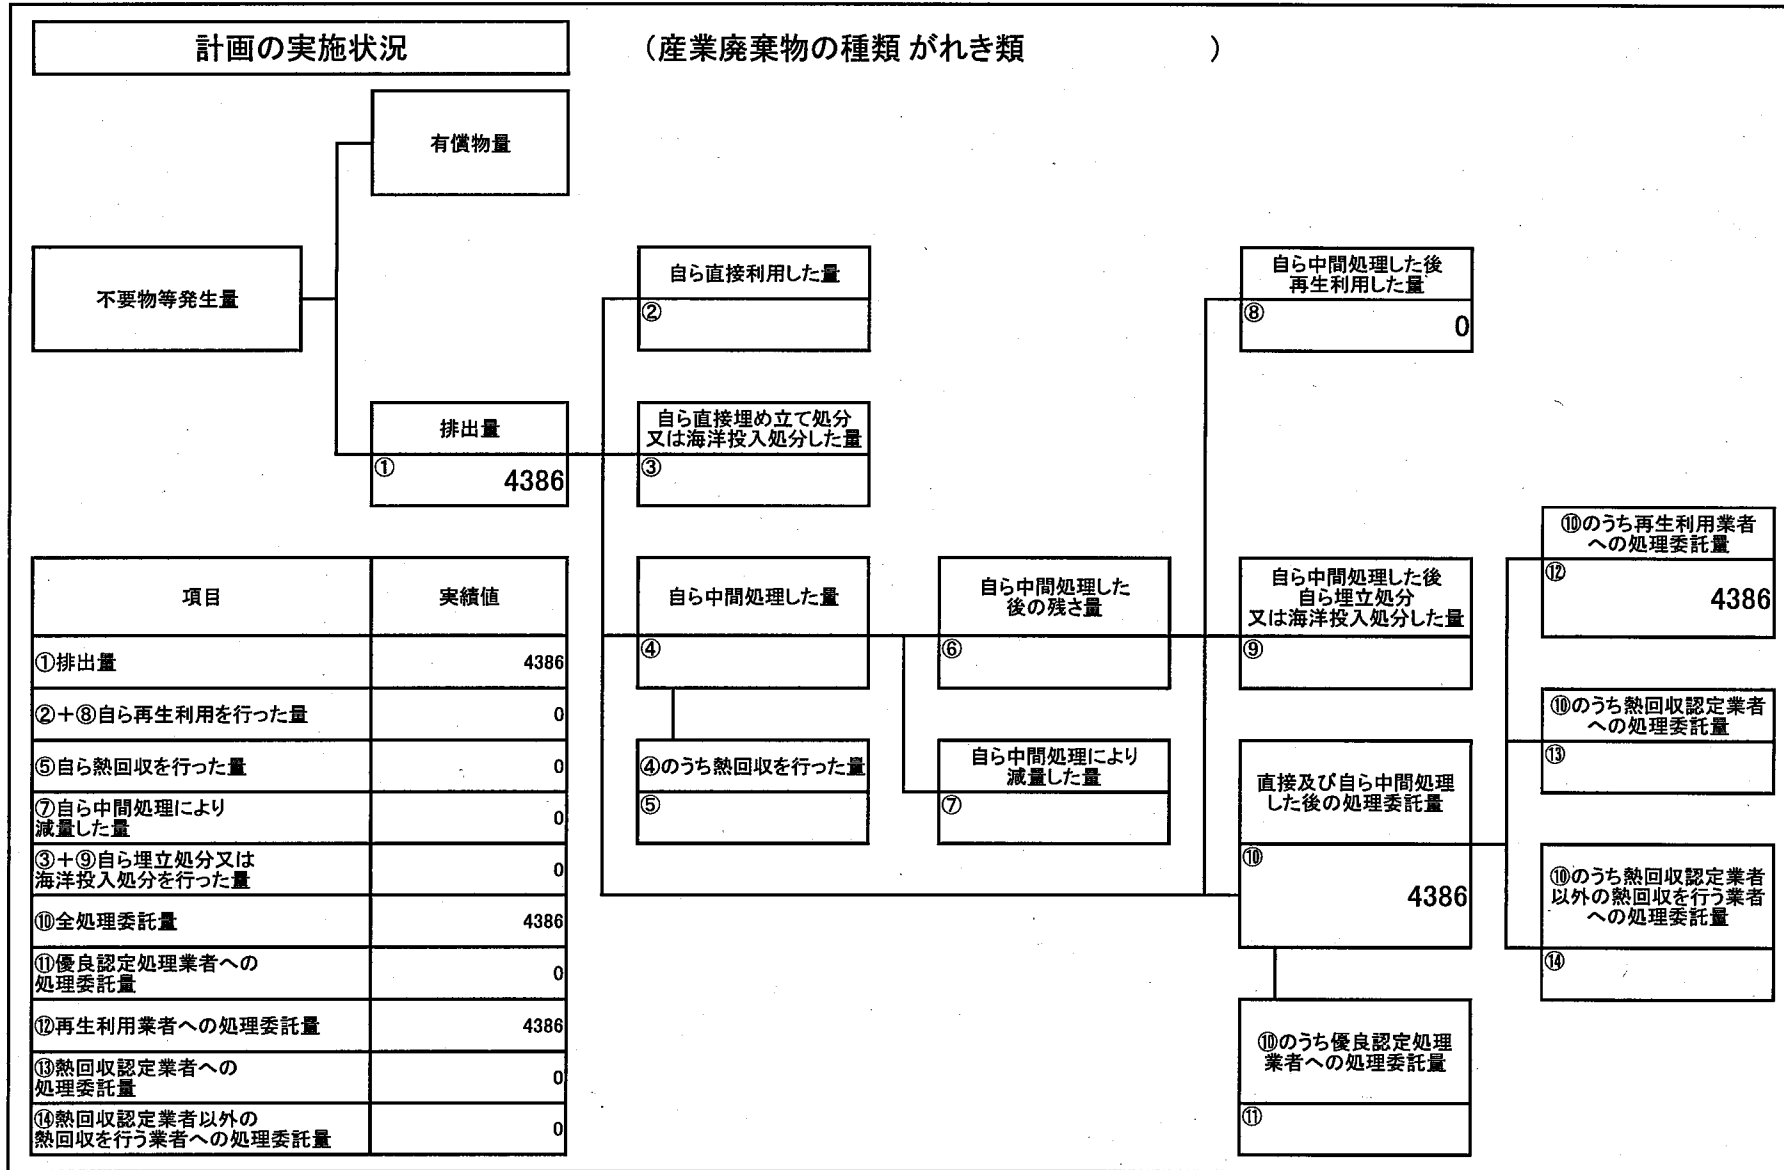 計画の実施状況
（産業廃棄物の種類 がれき類　　　　　　）
有償物量
不要物等発生量
排出量
①
4386
自ら直接利用した量
②
自ら直接埋め立て処分
又は海洋投入処分した量
③
自ら中間処理した量
④
④のうち熱回収を行った量
⑤
自ら中間処理した
後の残さ量
⑥
自ら中間処理により
減量した量
⑦
自ら中間処理した後
再生利用した量
⑧
0
自ら中間処理した後
自ら埋立処分
又は海洋投入処分した量
⑨
直接及び自ら中間処理
した後の処理委託量
⑩
4386
⑩のうち優良認定処理
業者への処理委託量
⑪
⑩のうち再生利用業者
への処理委託量
⑫
4386
⑩のうち熱回収認定業者
への処理委託量
⑬
⑩のうち熱回収認定業者
以外の熱回収を行う業者
への処理委託量
⑭
項目 実績値
①排出量 4386
②＋⑧自ら再生利用を行った量 0
⑤自ら熱回収を行った量 0
⑦自ら中間処理により
減量した量 0
③＋⑨自ら埋立処分又は
海洋投入処分を行った量 0
⑩全処理委託量 4386
⑪優良認定処理業者への
処理委託量 0
⑫再生利用業者への処理委託量 4386
⑬熱回収認定業者への
処理委託量 0
⑭熱回収認定業者以外の
熱回収を行う業者への処理委託量 0